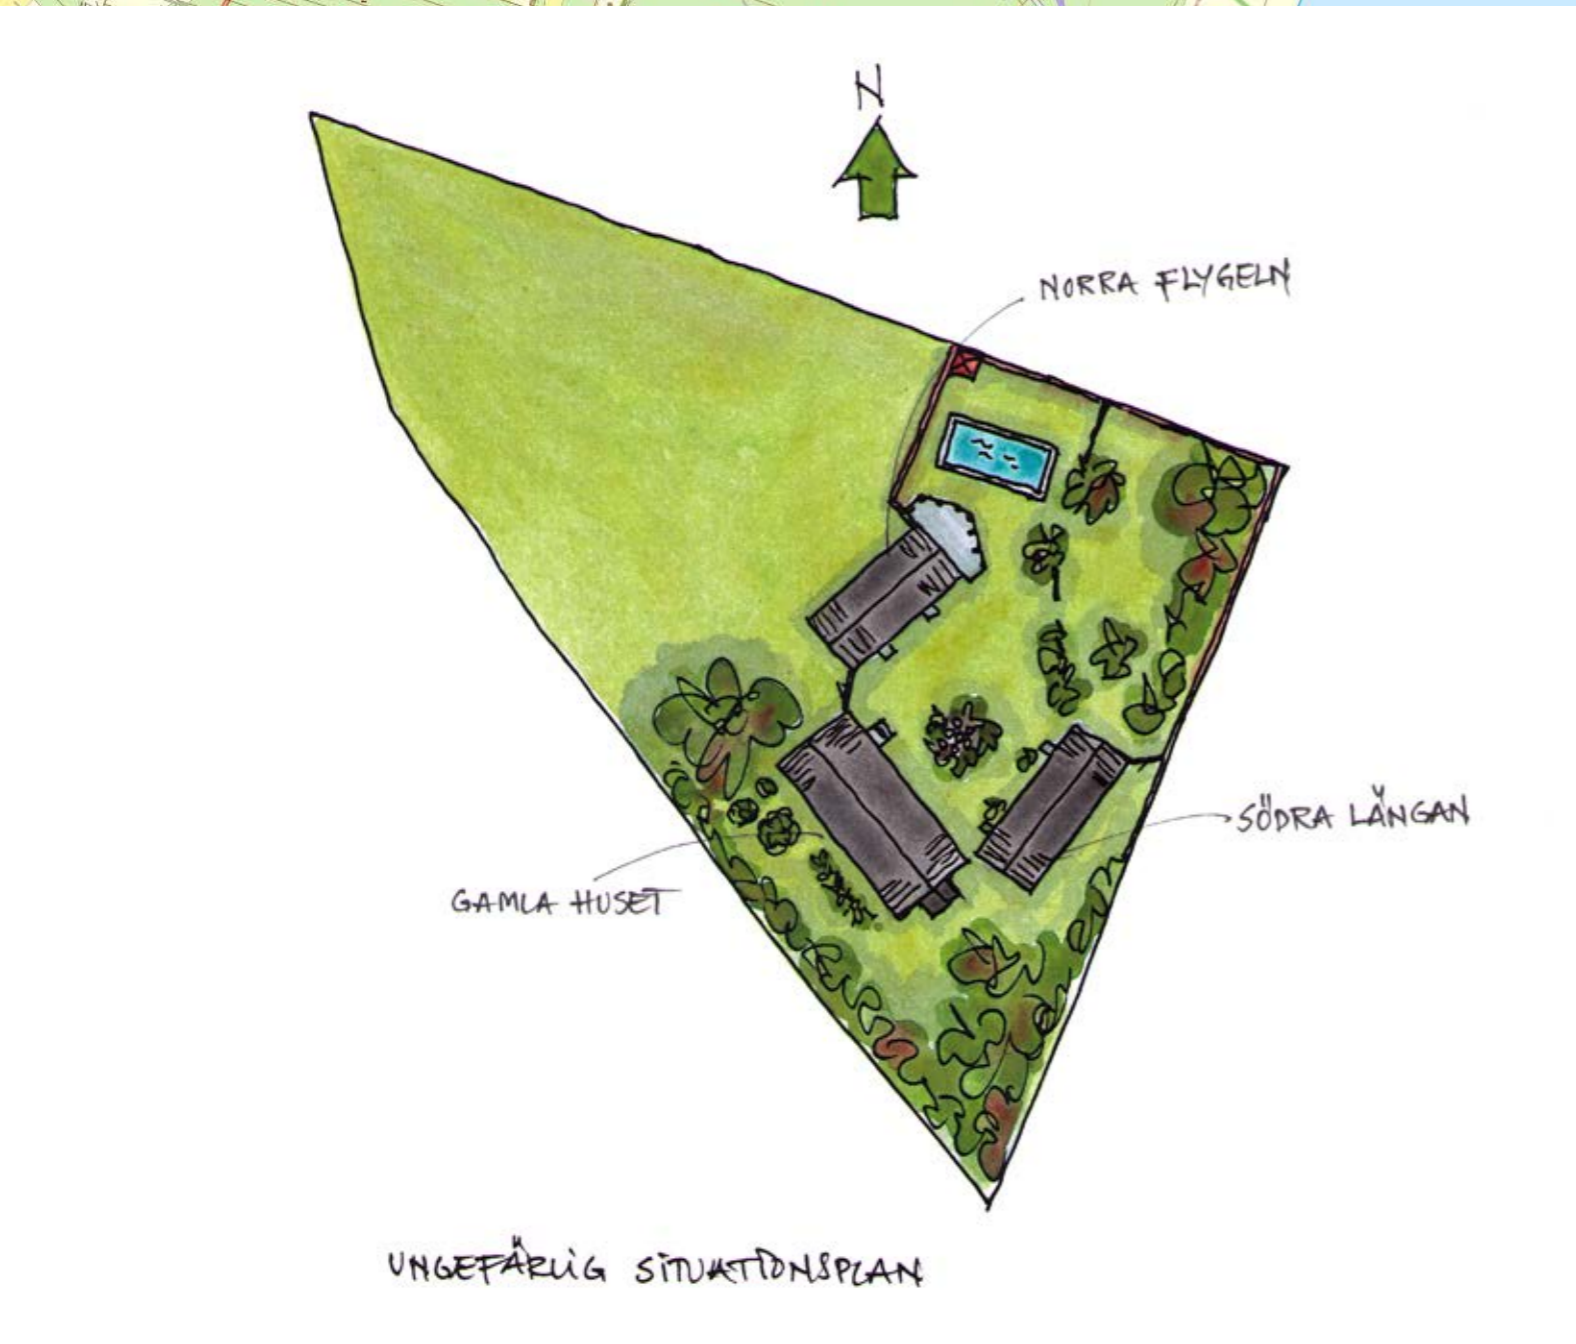 N
NORRA FLYGELN
SÖDRA LÄNGAN
GAMLA HUSET
UNGEFÄRLIG SITUATIONSPLAN